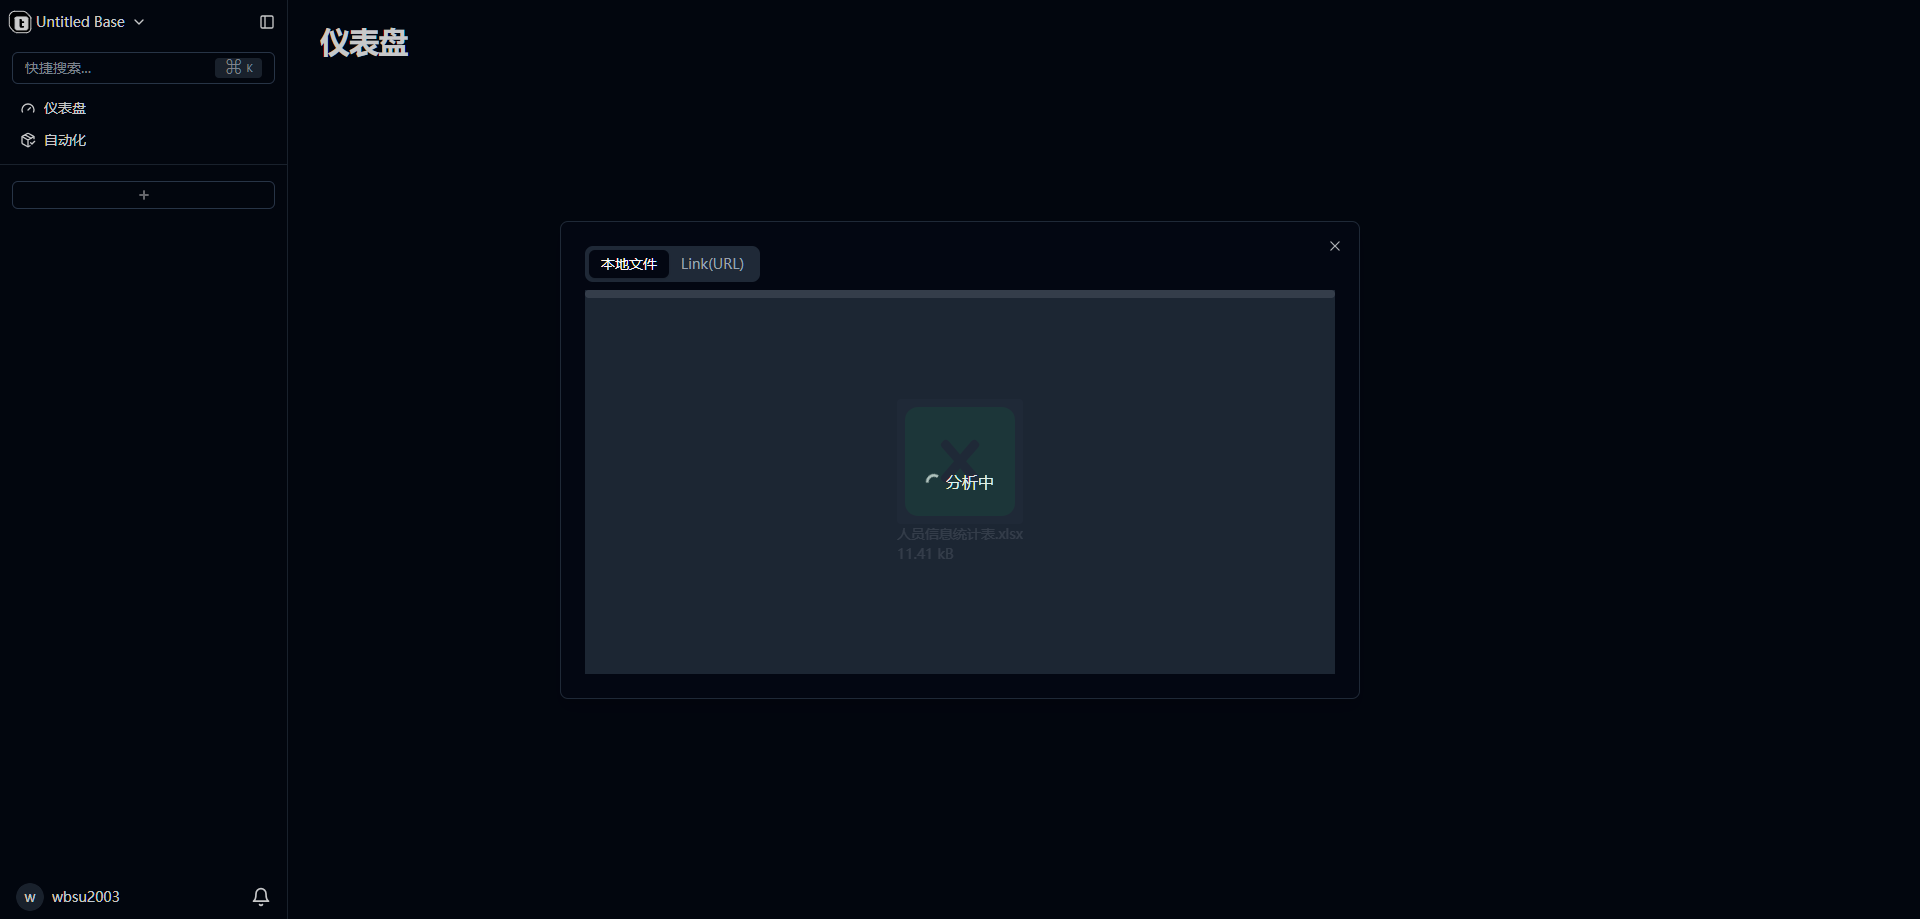 Untitled Base
快捷搜索...
⌘ K
仪表盘
自动化
+
w
wbsu2003
仪表盘
本地文件
Link(URL)
分析中
人员信息统计表.xlsx
11.41 kB